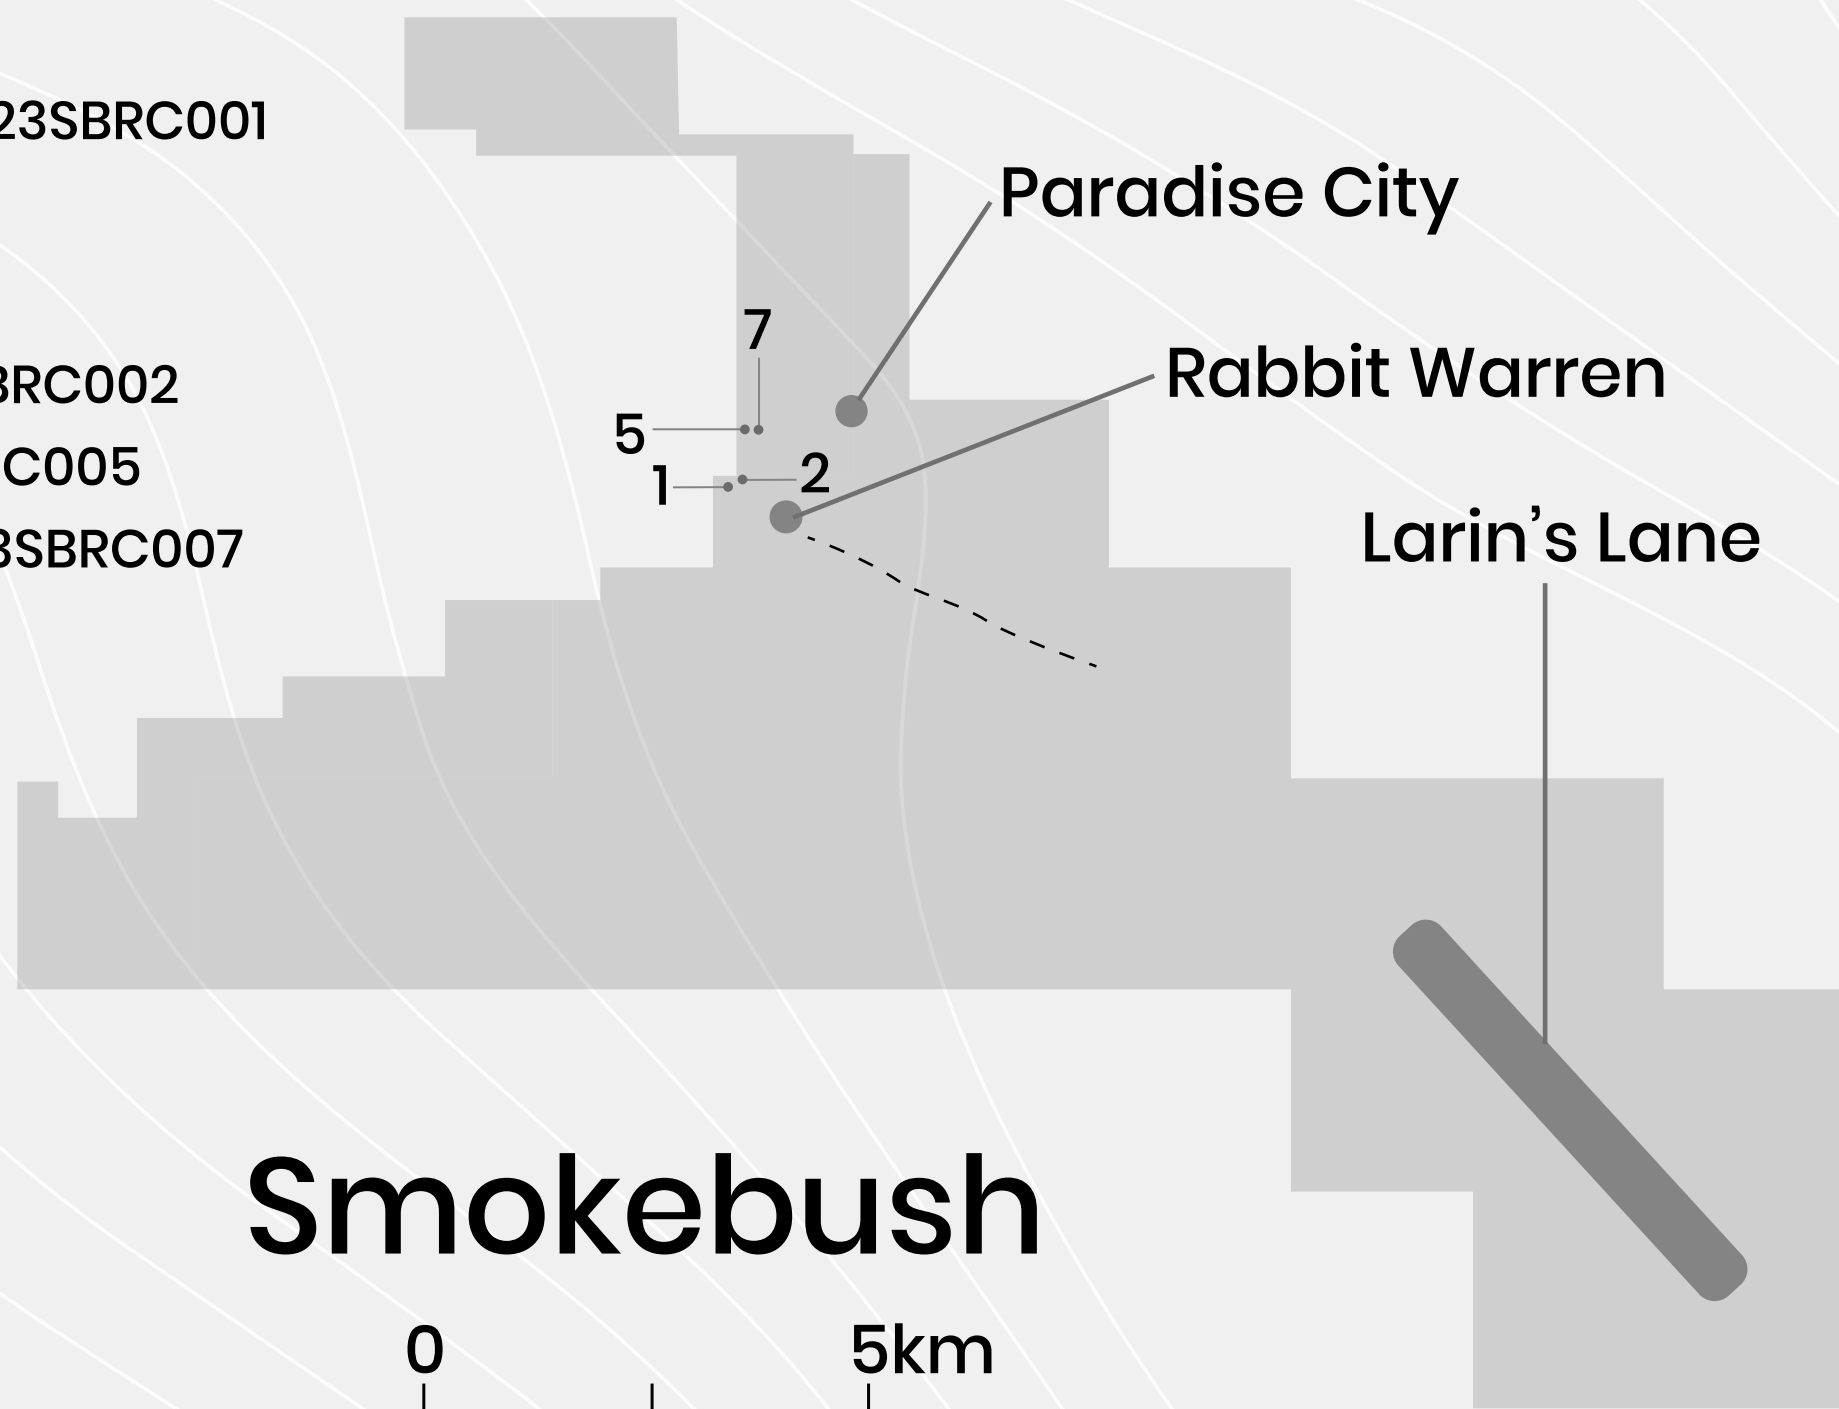 23SBRC001
Paradise City
7
Rabbit Warren
BRC002
5
2
C005
1
Larin's Lane
3SBRC007
Smokebush
0
5km